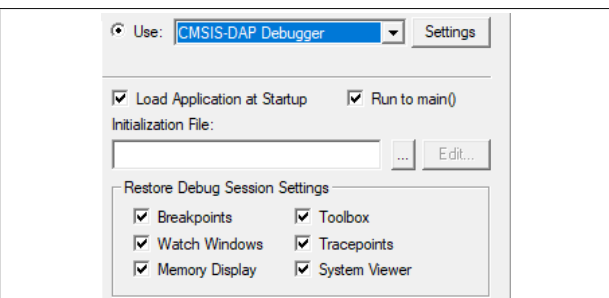 Use: CMSIS-DAP Debugger Settings
Load Application at Startup Run to main()
Initialization File:
... Edit...
Restore Debug Session Settings
Breakpoints Toolbox
Watch Windows Tracepoints
Memory Display System Viewer